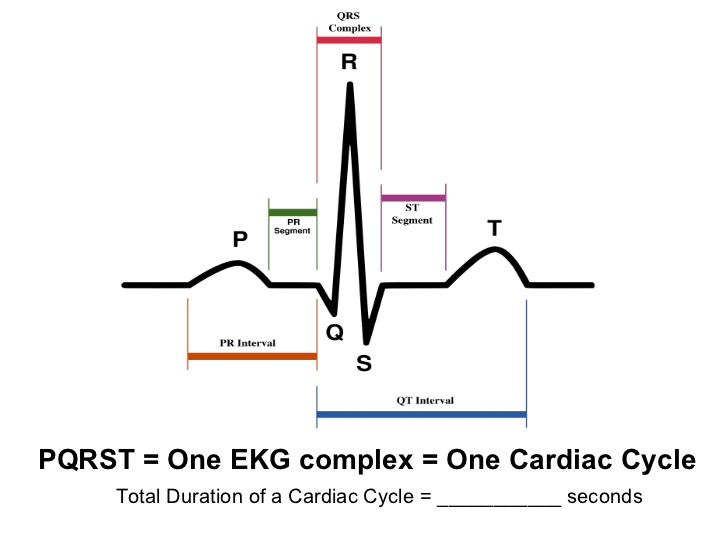 QRS
Complex
R
P
PR
Segment
ST
Segment
T
Q
S
PR Interval
QT Interval
PQRST = One EKG complex = One Cardiac Cycle
Total Duration of a Cardiac Cycle = ___________ seconds